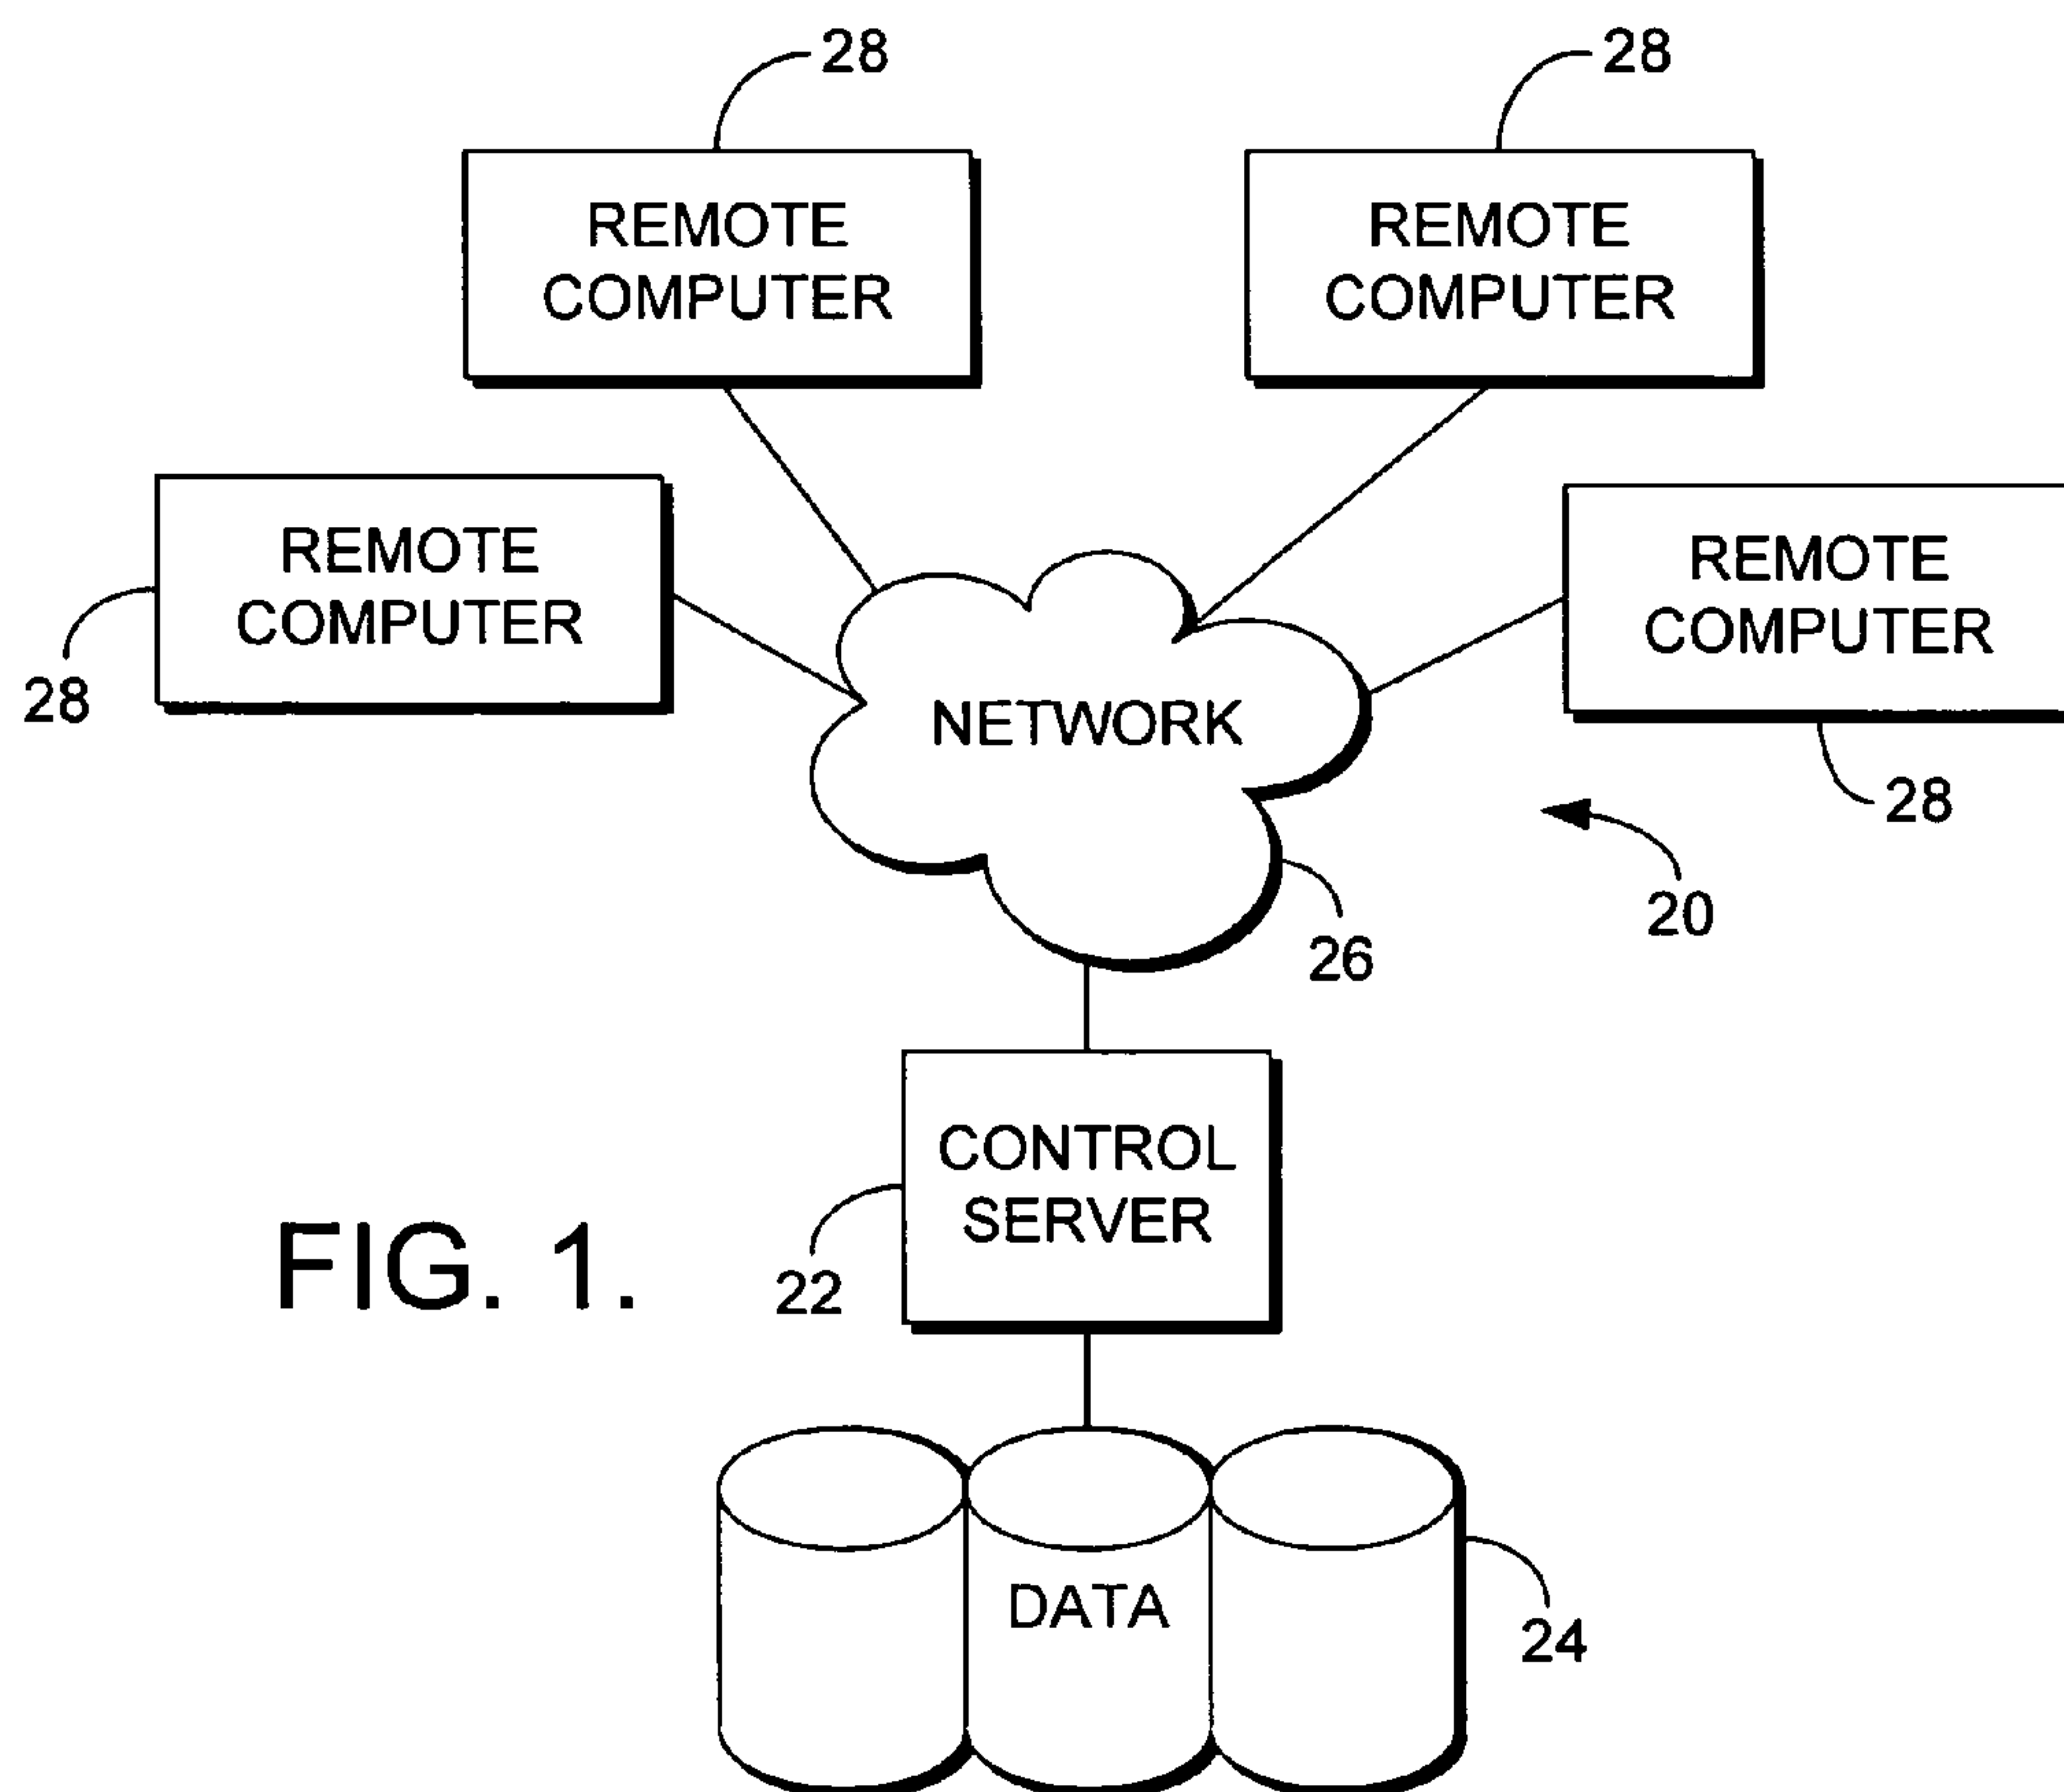 28
28
REMOTE
COMPUTER
REMOTE
COMPUTER
REMOTE
COMPUTER
28
REMOTE
COMPUTER
28
NETWORK
20
26
CONTROL
SERVER
22
FIG. 1.
DATA
24